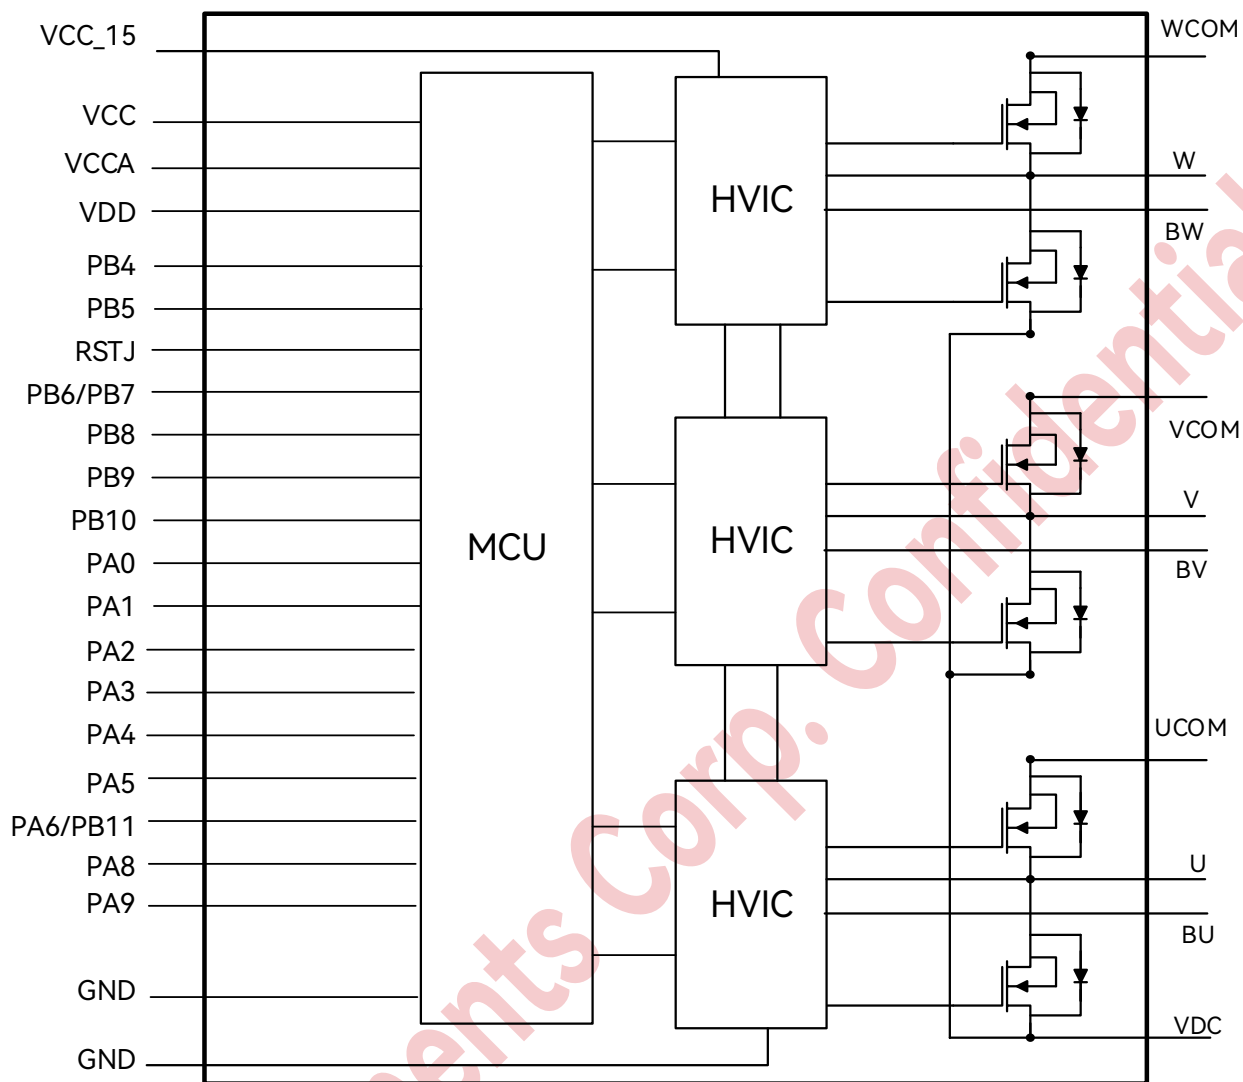 VCC_15
VCC
VCCA
VDD
PB4
PB5
RSTJ
PB6/PB7
PB8
PB9
PB10
PA0
PA1
PA2
PA3
PA4
PA5
PA6/PB11
PA8
PA9
GND
GND
MCU
HVIC
HVIC
HVIC
WCOM
W
BW
VCOM
V
BV
UCOM
U
BU
VDC
ents Corp. Confidential